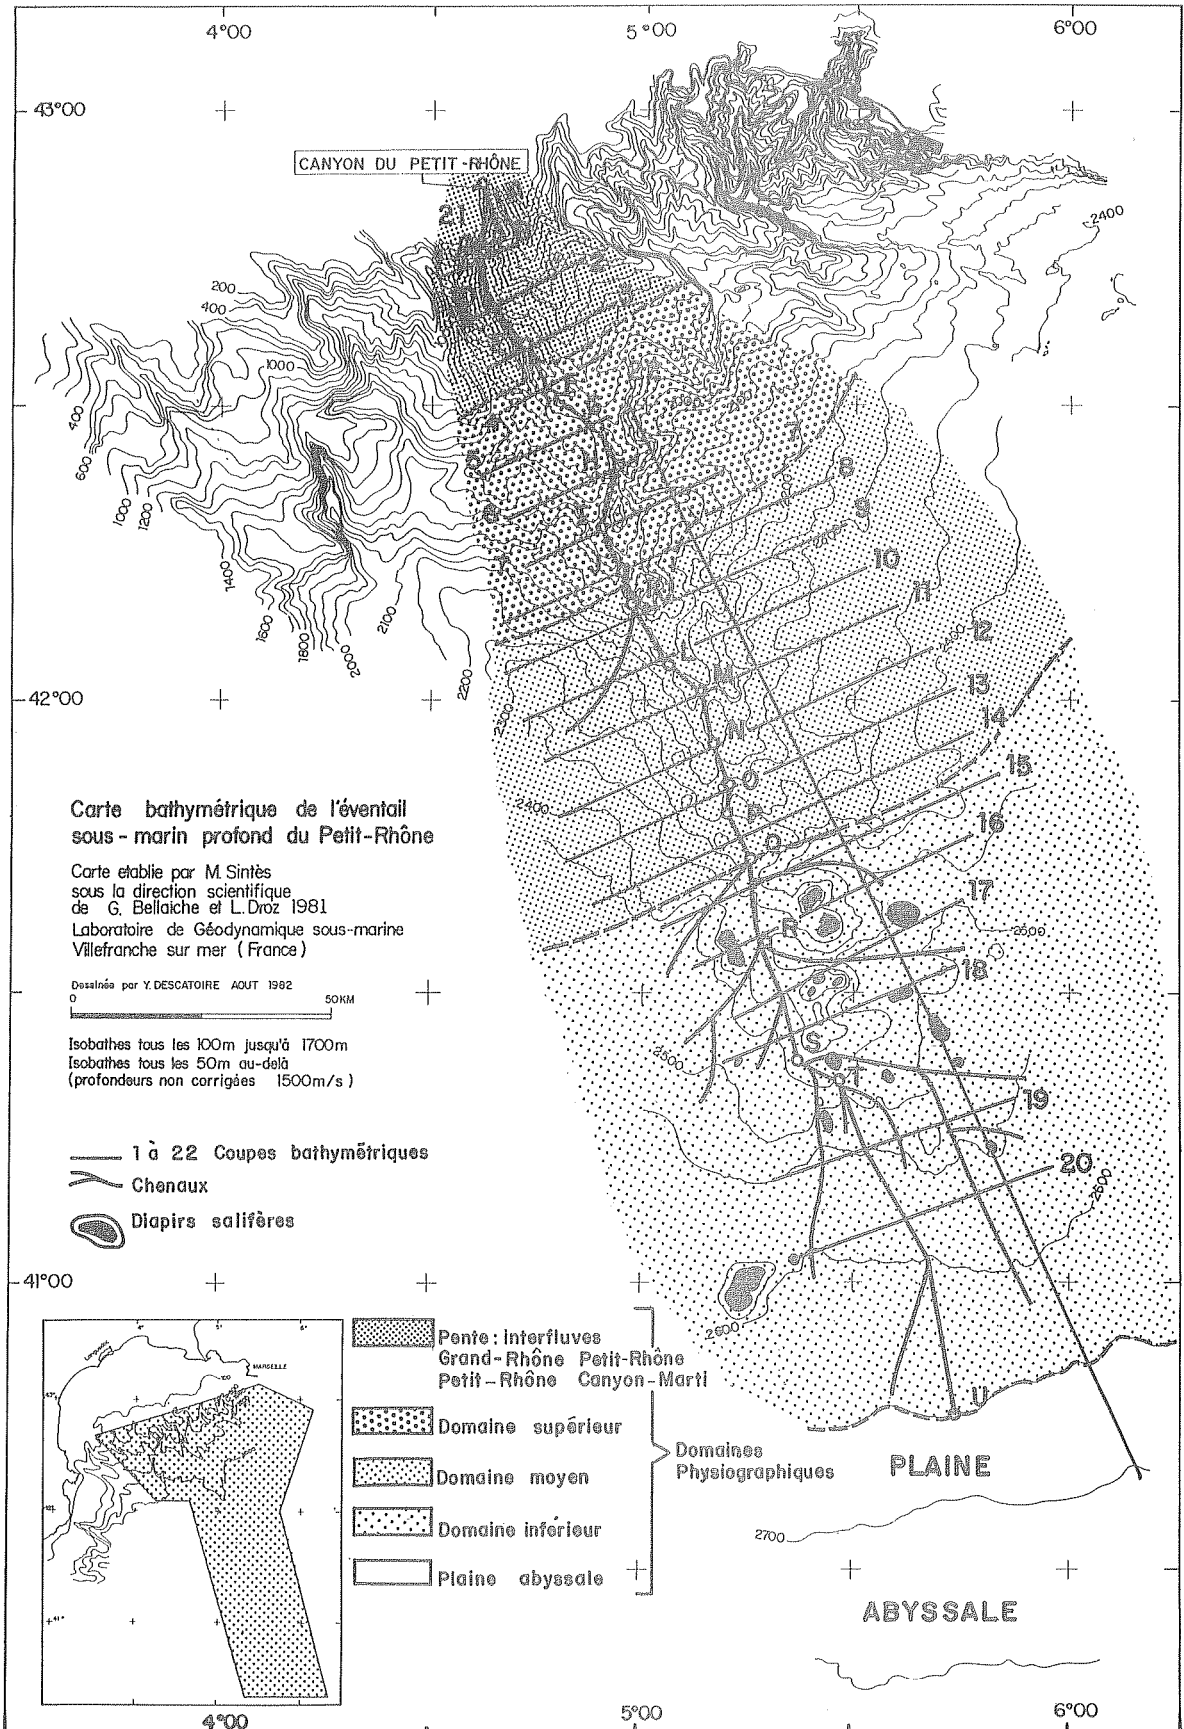 4°00 5°00 6°00
43°00
CANYON DU PETIT-RHÔNE
21
2400
200
400
1000
400
600
1000
1200
1400
1600
1800
2000
2100
2200
2300
7
8
9
10
11
12
13
14
15
16
17
18
19
20
L
M
N
O
P
Q
R
S
T
U
2400
2400
2500
2500
2600
2600
42°00
Carte bathymétrique de l'éventail
sous-marin profond du Petit-Rhône
Carte etablie par M. Sintès
sous la direction scientifique
de G. Bellaiche et L. Droz 1981
Laboratoire de Géodynamique sous-marine
Villefranche sur mer (France)
Dessinée par Y. DESCATOIRE AOUT 1982
0 50KM
Isobathes tous les 100m jusqu'à 1700m
Isobathes tous les 50m au-delà
(profondeurs non corrigées 1500m/s)
1 à 22 Coupes bathymétriques
Chenaux
Diapirs salifères
41°00
Pente: interfluves
Grand-Rhône Petit-Rhône
Petit-Rhône Canyon-Marti
Domaine supérieur
Domaine moyen
Domaine inférieur
Plaine abyssale
Domaines
Physiographiques
PLAINE
2700
ABYSSALE
MARSEILLE
4°00 5°00 6°00